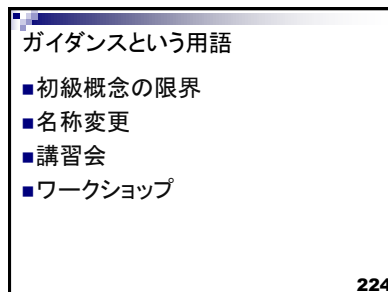 ガイダンスという用語
■初級概念の限界
■名称変更
■講習会
■ワークショップ
224